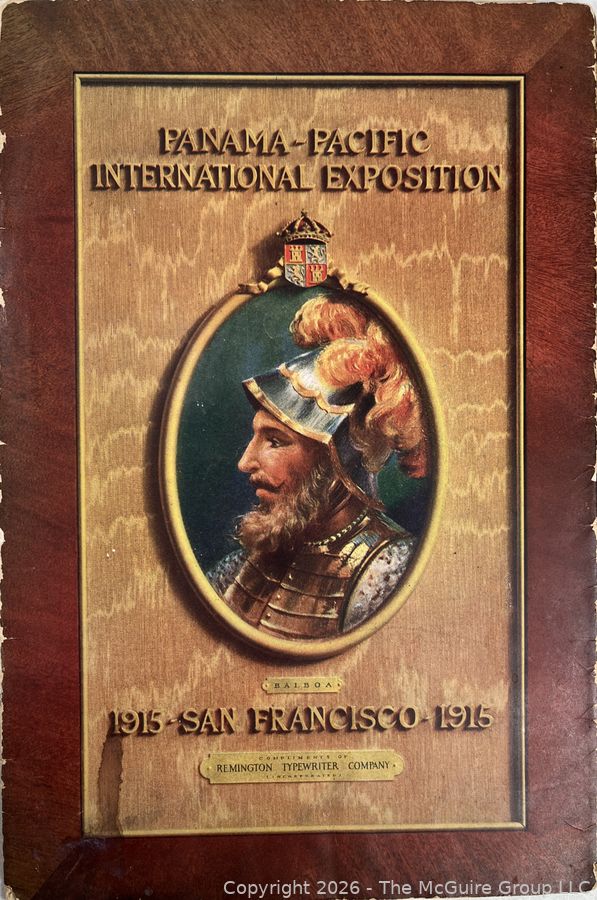 PANAMA-PACIFIC
INTERNATIONAL EXPOSITION
BALBOA
1915-SAN FRANCISCO-1915
COMPLIMENTS OF
REMINGTON TYPEWRITER COMPANY
(INCORPORATED)
Copyright 2026 - The McGuire Group LLC